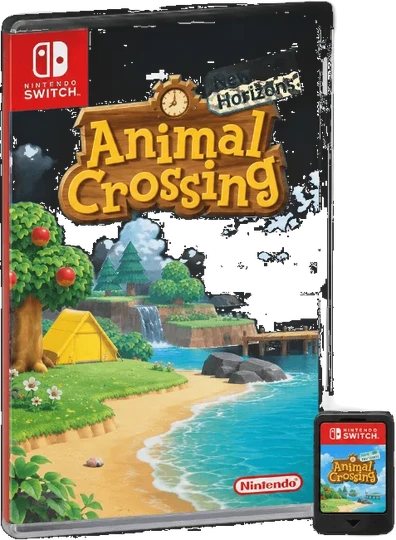 NINTENDO
SWITCH
New
Horizons
Animal
Crossing
Nintendo
NINTENDO
SWITCH
Animal
Crossing